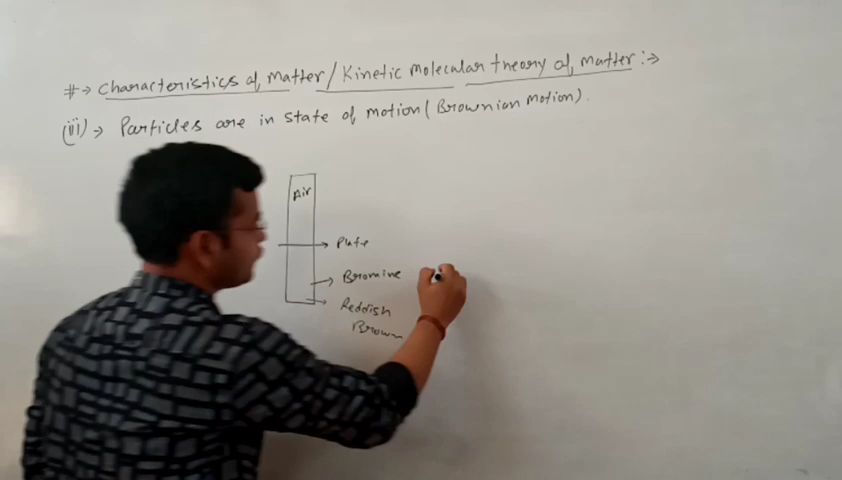 #→ Characteristics of Matter / Kinetic Molecular theory of matter :→
(iii)→ Particles are in state of motion (Brownian Motion).
Air
→ Plate
→ Bromine
→ Reddish
Brown